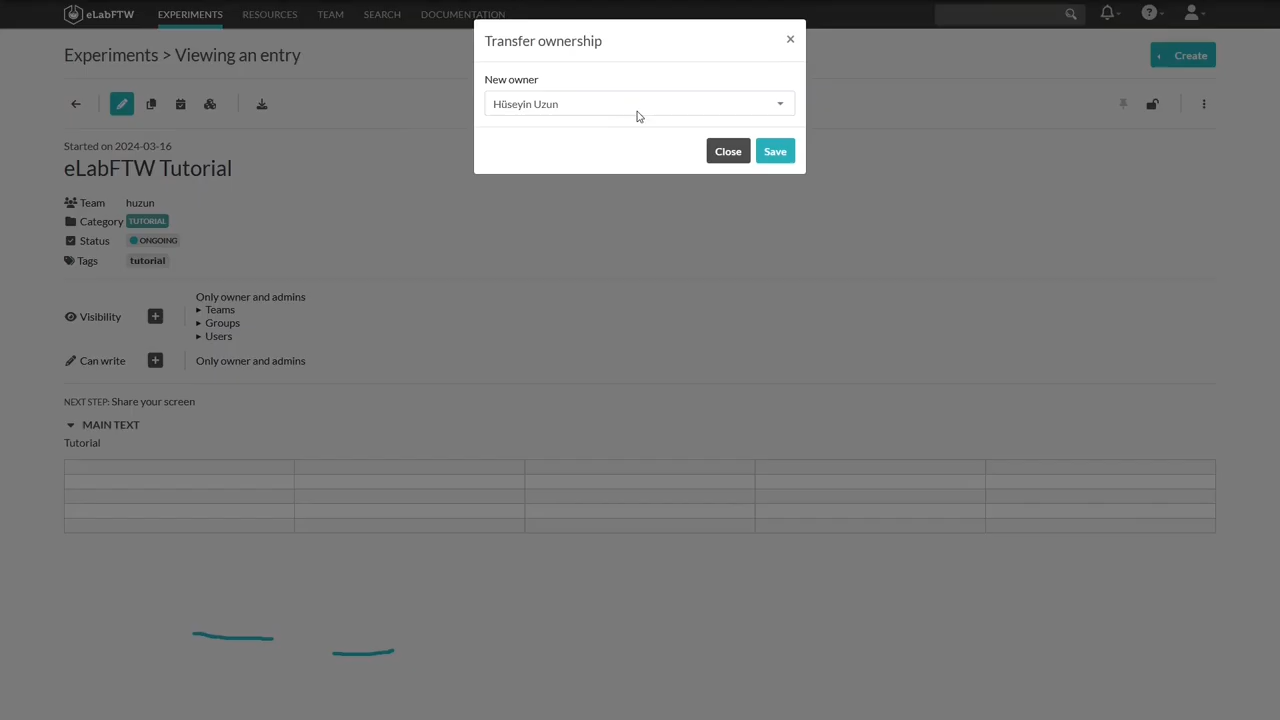 eLabFTW EXPERIMENTS RESOURCES TEAM SEARCH DOCUMENTATION
Transfer ownership ×
New owner
Hüseyin Uzun
Close Save
Experiments > Viewing an entry
Create
Started on 2024-03-16
eLabFTW Tutorial
Team huzun
Category TUTORIAL
Status ONGOING
Tags tutorial
Visibility
Only owner and admins
Teams
Groups
Users
Can write Only owner and admins
NEXT STEP: Share your screen
MAIN TEXT
Tutorial